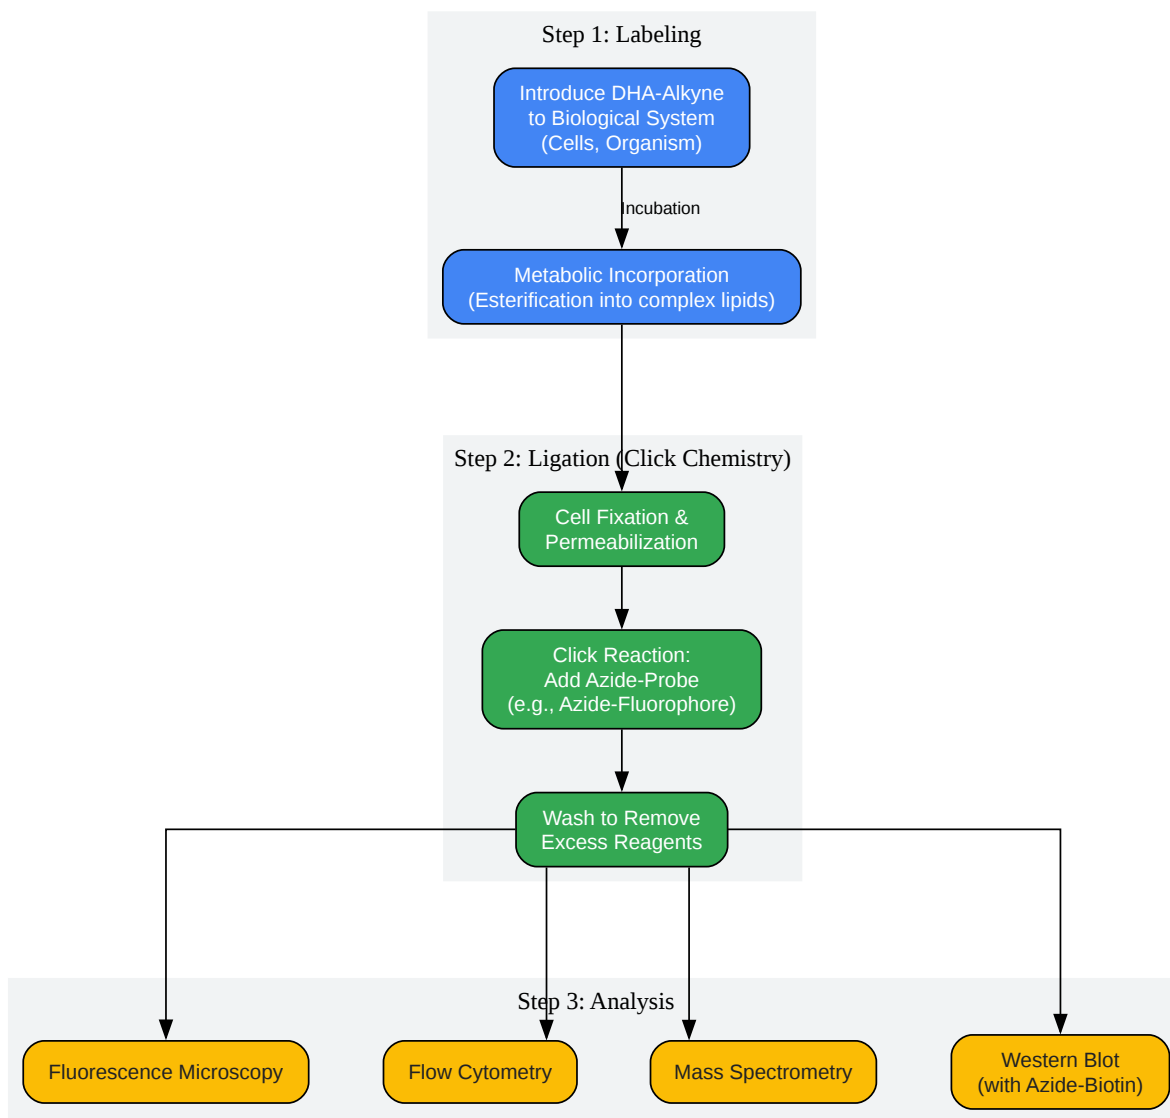 Step 1: Labeling
Introduce DHA-Alkyne
to Biological System
(Cells, Organism)
Incubation
Metabolic Incorporation
(Esterification into complex lipids)
Step 2: Ligation (Click Chemistry)
Cell Fixation &
Permeabilization
Click Reaction:
Add Azide-Probe
(e.g., Azide-Fluorophore)
Wash to Remove
Excess Reagents
Step 3: Analysis
Fluorescence Microscopy
Flow Cytometry
Mass Spectrometry
Western Blot
(with Azide-Biotin)